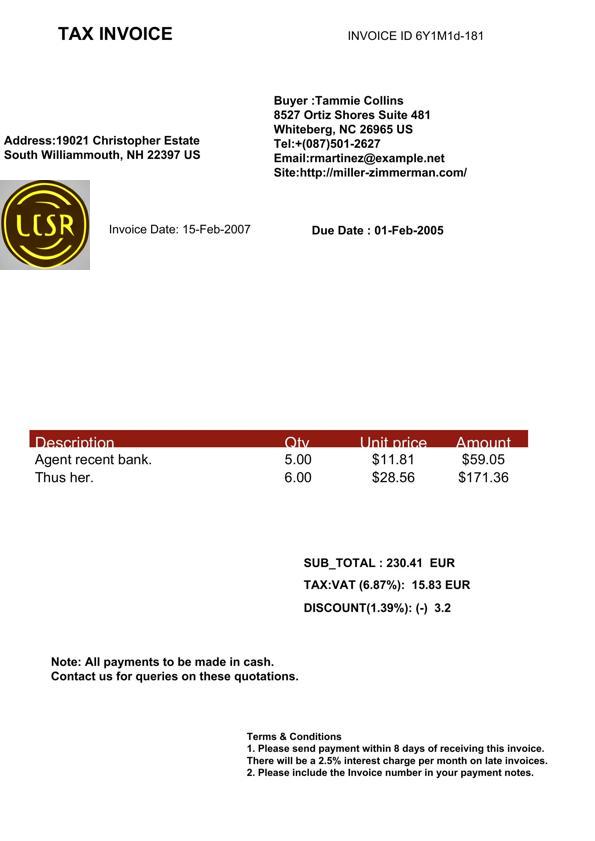 TAX INVOICE
INVOICE ID 6Y1M1d-181
Buyer :Tammie Collins
8527 Ortiz Shores Suite 481
Whiteberg, NC 26965 US
Tel:+(087)501-2627
Email:rmartinez@example.net
Site:http://miller-zimmerman.com/
Address:19021 Christopher Estate
South Williammouth, NH 22397 US
LCSR
Invoice Date: 15-Feb-2007
Due Date : 01-Feb-2005
Description Qty Unit price Amount
Agent recent bank. 5.00 $11.81 $59.05
Thus her. 6.00 $28.56 $171.36
SUB_TOTAL : 230.41 EUR
TAX:VAT (6.87%): 15.83 EUR
DISCOUNT(1.39%): (-) 3.2
Note: All payments to be made in cash.
Contact us for queries on these quotations.
Terms & Conditions
1. Please send payment within 8 days of receiving this invoice.
There will be a 2.5% interest charge per month on late invoices.
2. Please include the Invoice number in your payment notes.